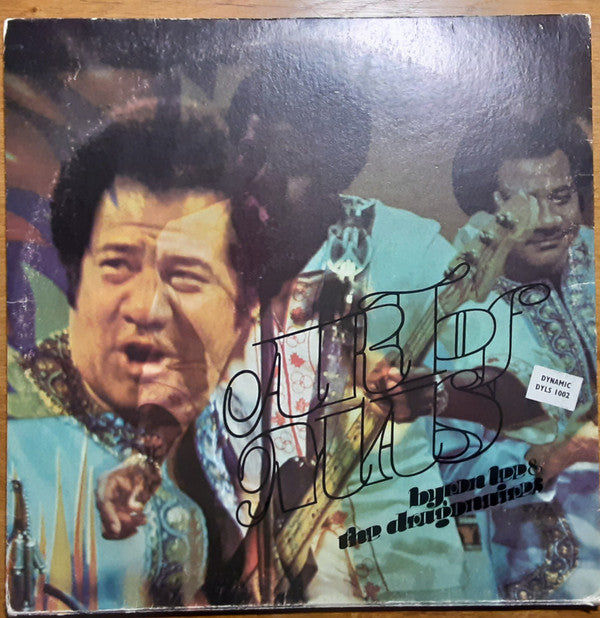 ART OF
MAS
DYNAMIC
DYLS 1002
byron lee &
the dragonaires